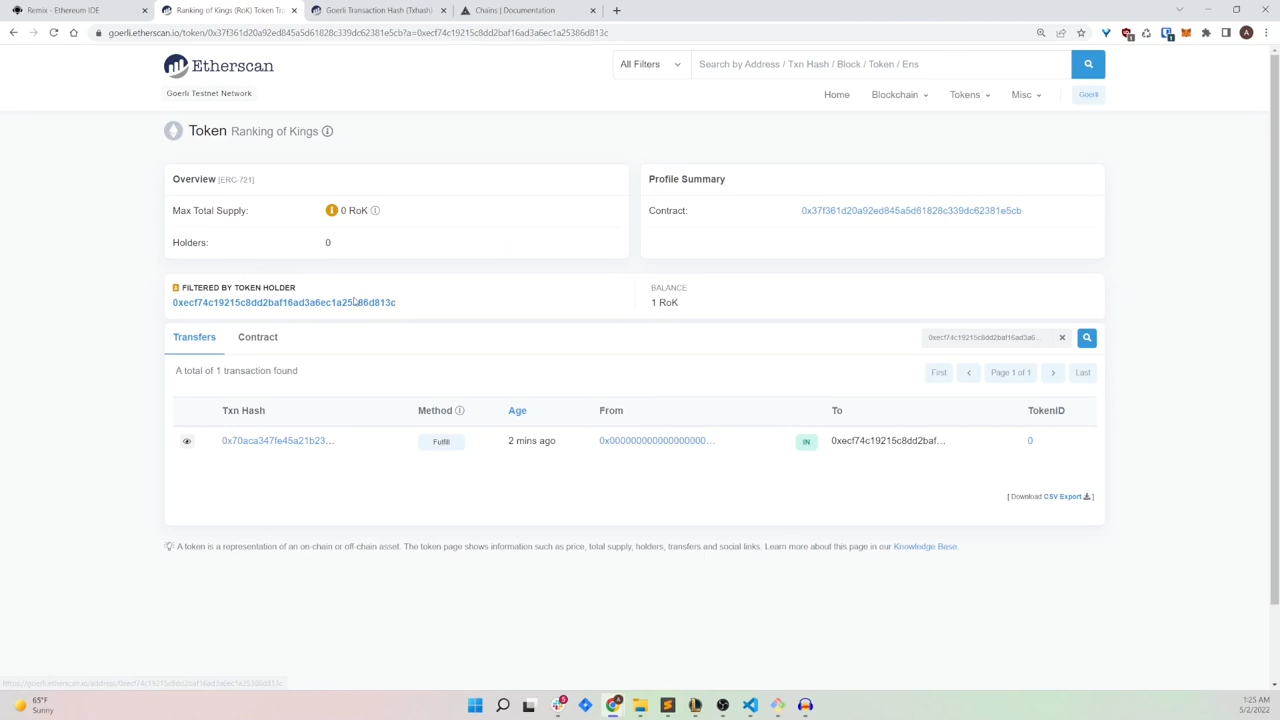 Remix - Ethereum IDE
Ranking of Kings (RoK) Token Tra
Goerli Transaction Hash (Txhash)
Chains | | Documentation
goerli.etherscan.io/token/0x37f361d20a92ed845a5d61828c339dc62381e5cb?a=0xecf74c19215c8dd2baf16ad3a6ec1a25386d813c
Etherscan
All Filters
Search by Address / Txn Hash / Block / Token / Ens
Goerli Testnet Network
Home
Blockchain
Tokens
Misc
Goerli
Token Ranking of Kings
Overview [ERC-721]
Profile Summary
Max Total Supply:
0 RoK
Contract:
0x37f361d20a92ed845a5d61828c339dc62381e5cb
Holders:
0
FILTERED BY TOKEN HOLDER
BALANCE
0xecf74c19215c8dd2baf16ad3a6ec1a25386d813c
1 RoK
Transfers
Contract
0xecf74c19215c8dd2baf16ad3a6...
A total of 1 transaction found
First
Page 1 of 1
Last
Txn Hash
Method
Age
From
To
TokenID
0x70aca347fe45a21b23...
Fulfill
2 mins ago
0x000000000000000000...
IN
0xecf74c19215c8dd2baf...
0
[ Download CSV Export ]
A token is a representation of an on-chain or off-chain asset. The token page shows information such as price, total supply, holders, transfers and social links. Learn more about this page in our Knowledge Base.
https://goerli.etherscan.io/address/0xecf74c19215c8dd2baf16ad3a6ec1a25386d813c
65°F
Sunny
1:25 AM
5/2/2022